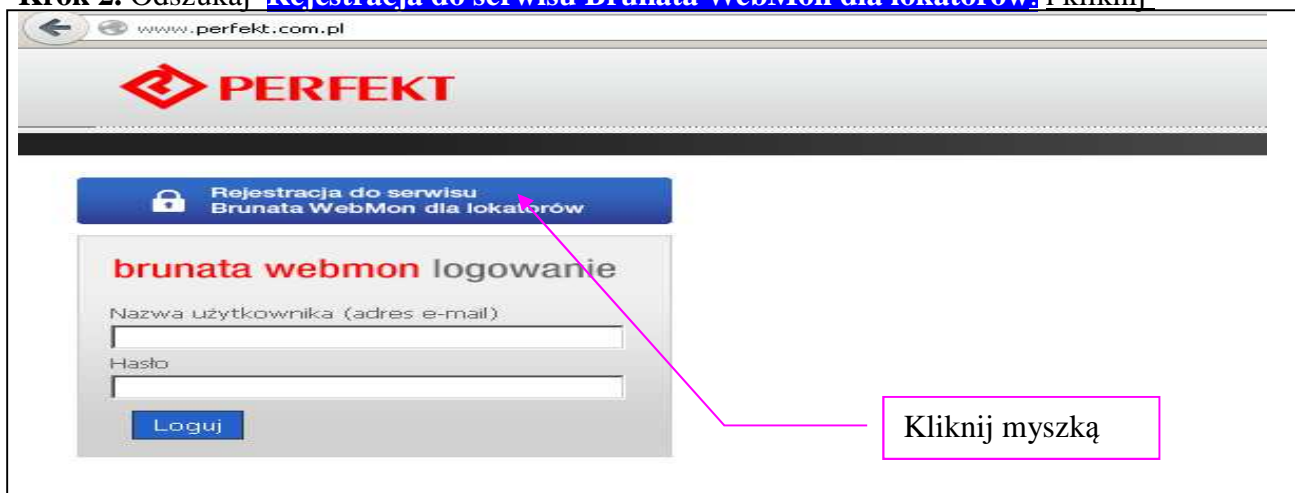 Krok 2. Odszukaj Rejestracja do serwisu Brunata WebMon dla lokatorów. i kliknij
www.perfekt.com.pl
PERFEKT
Rejestracja do serwisu
Brunata WebMon dla lokatorów
brunata webmon logowanie
Nazwa użytkownika (adres e-mail)
Hasło
Loguj
Kliknij myszką